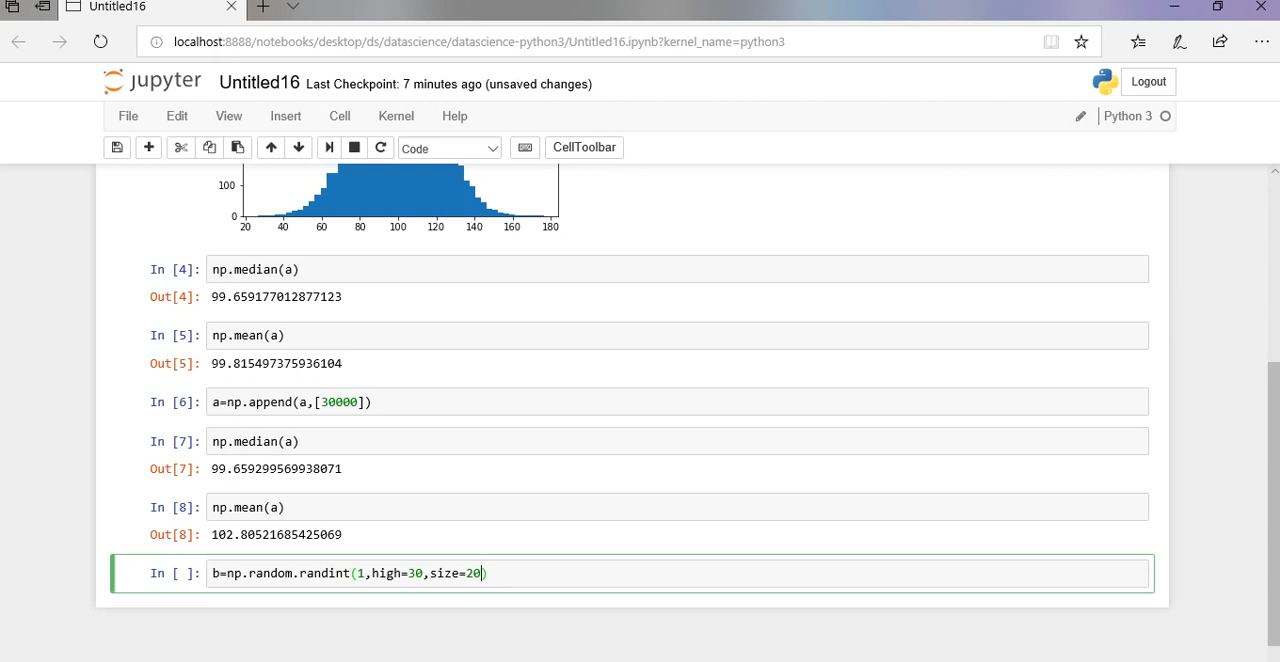 Untitled16
localhost:8888/notebooks/desktop/ds/datascience/datascience-python3/Untitled16.ipynb?kernel_name=python3
jupyter Untitled16 Last Checkpoint: 7 minutes ago (unsaved changes) Logout
File Edit View Insert Cell Kernel Help Python 3
Code CellToolbar
100
0
20 40 60 80 100 120 140 160 180
In [4]: np.median(a)
Out[4]: 99.659177012877123
In [5]: np.mean(a)
Out[5]: 99.815497375936104
In [6]: a=np.append(a,[30000])
In [7]: np.median(a)
Out[7]: 99.659299569938071
In [8]: np.mean(a)
Out[8]: 102.80521685425069
In [ ]: b=np.random.randint(1,high=30,size=20)